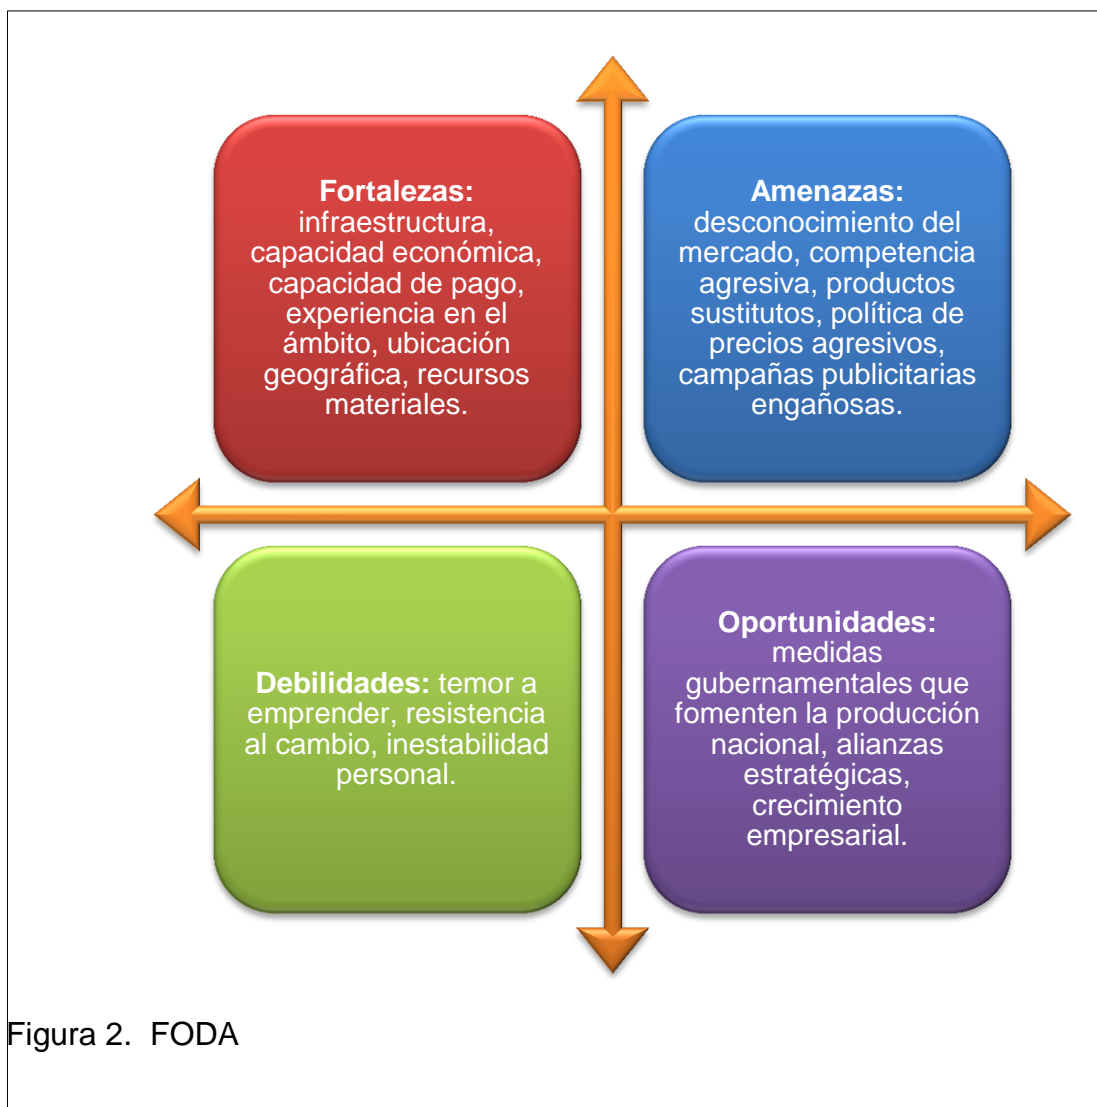 Fortalezas:
infraestructura,
capacidad económica,
capacidad de pago,
experiencia en el
ámbito, ubicación
geográfica, recursos
materiales.
Amenazas:
desconocimiento del
mercado, competencia
agresiva, productos
sustitutos, política de
precios agresivos,
campañas publicitarias
engañosas.
Debilidades: temor a
emprender, resistencia
al cambio, inestabilidad
personal.
Oportunidades:
medidas
gubernamentales que
fomenten la producción
nacional, alianzas
estratégicas,
crecimiento
empresarial.
Figura 2.  FODA